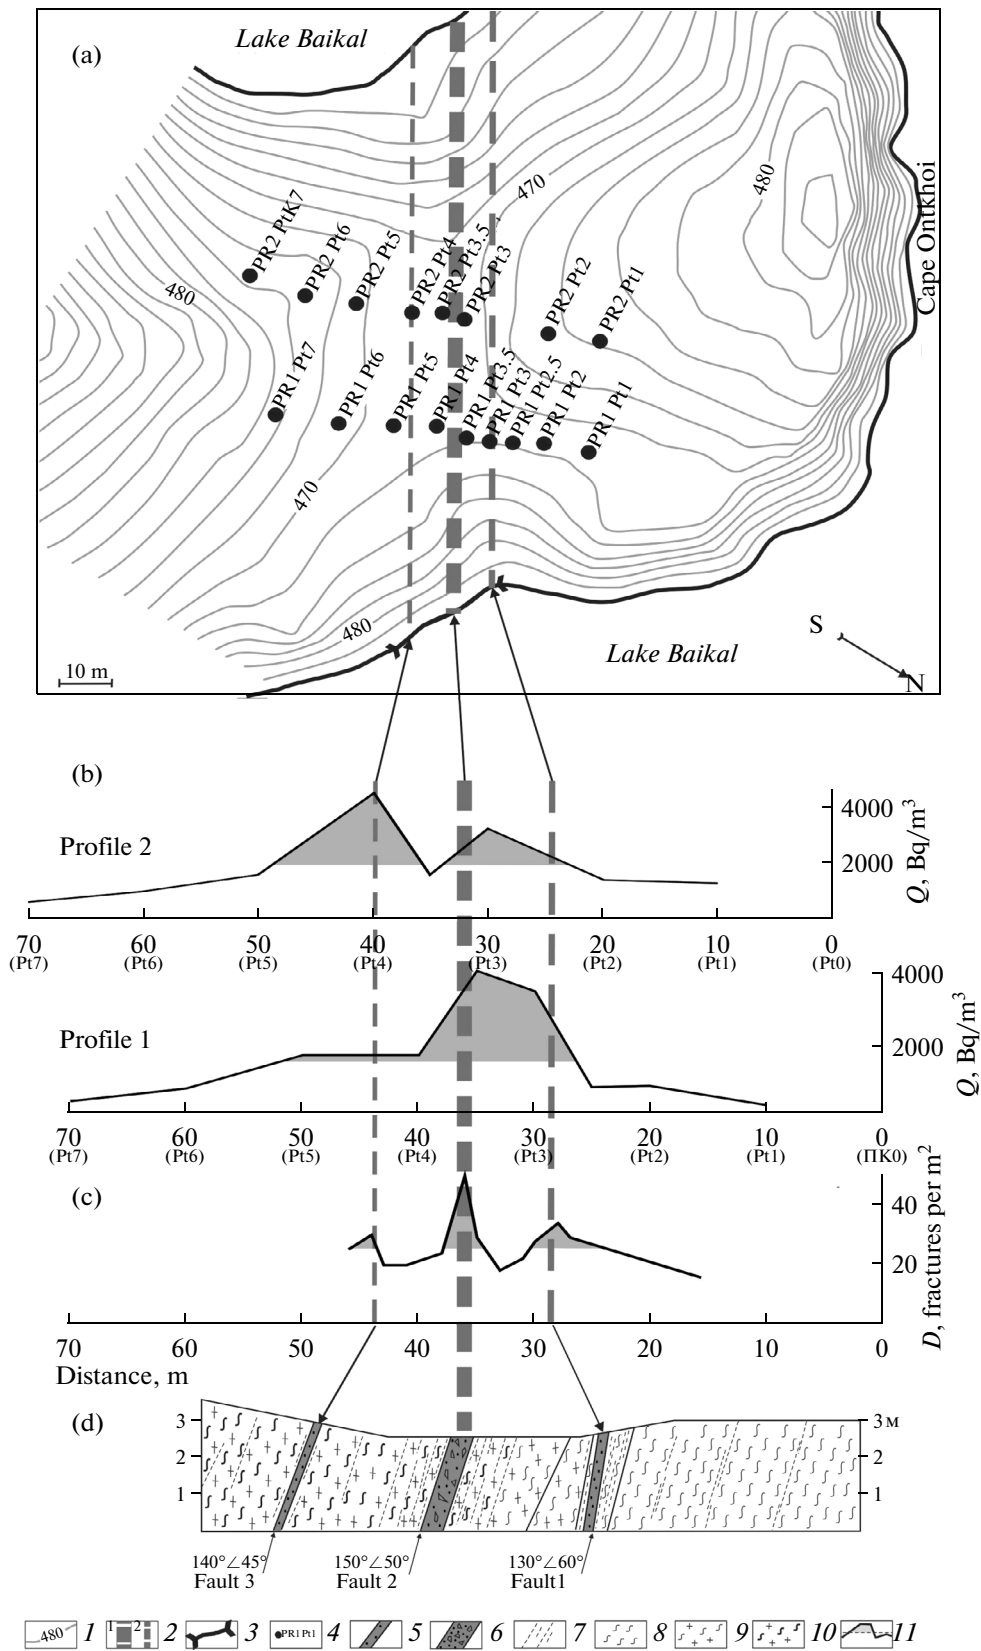 (a)
Lake Baikal
470
480
Cape Ontkhoi
PR2 PtK7
PR2 Pt6
PR2 Pt5
PR2 Pt4
PR2 Pt3.5
PR2 Pt3
PR2 Pt2
PR2 Pt1
480
PR1 Pt7
PR1 Pt6
PR1 Pt5
PR1 Pt4
PR1 Pt3.5
PR1 Pt3
PR1 Pt2.5
PR1 Pt2
PR1 Pt1
470
480
S
Lake Baikal
10 m
N
(b)
Profile 2
4000
2000
Q, Bq/m³
70 60 50 40 30 20 10 0
(Pt7) (Pt6) (Pt5) (Pt4) (Pt3) (Pt2) (Pt1) (Pt0)
Profile 1
4000
2000
Q, Bq/m³
70 60 50 40 30 20 10 0
(Pt7) (Pt6) (Pt5) (Pt4) (Pt3) (Pt2) (Pt1) (ПК0)
(c)
40
20
D, fractures per m²
70 60 50 40 30 20 10 0
Distance, m
(d)
3 3 м
2 2
1 1
140°∠45° 150°∠50° 130°∠60°
Fault 3 Fault 2 Fault1
480 1 1 2 2 3 PR1 Pt1 4 5 6 7 8 9 10 11